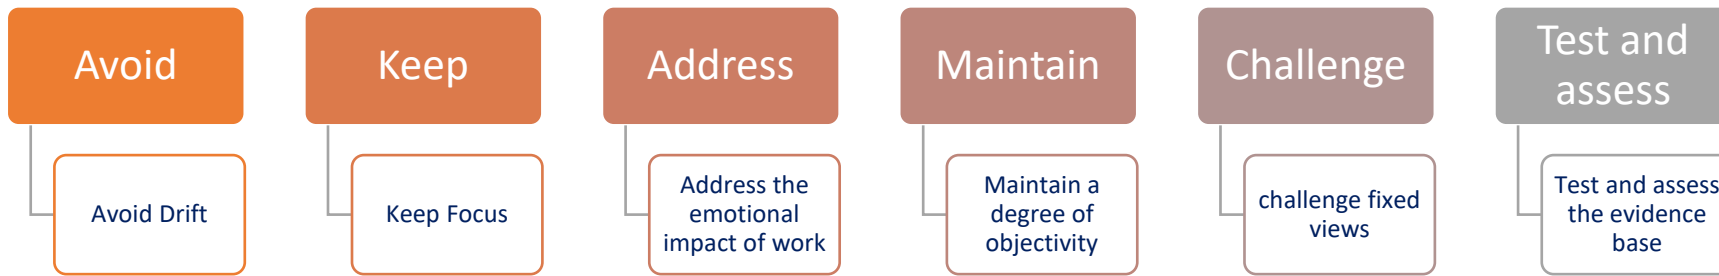 Avoid
Keep
Address
Maintain
Challenge
Test and
assess
Avoid Drift
Keep Focus
Address the
emotional
impact of work
Maintain a
degree of
objectivity
challenge fixed
views
Test and assess
the evidence
base